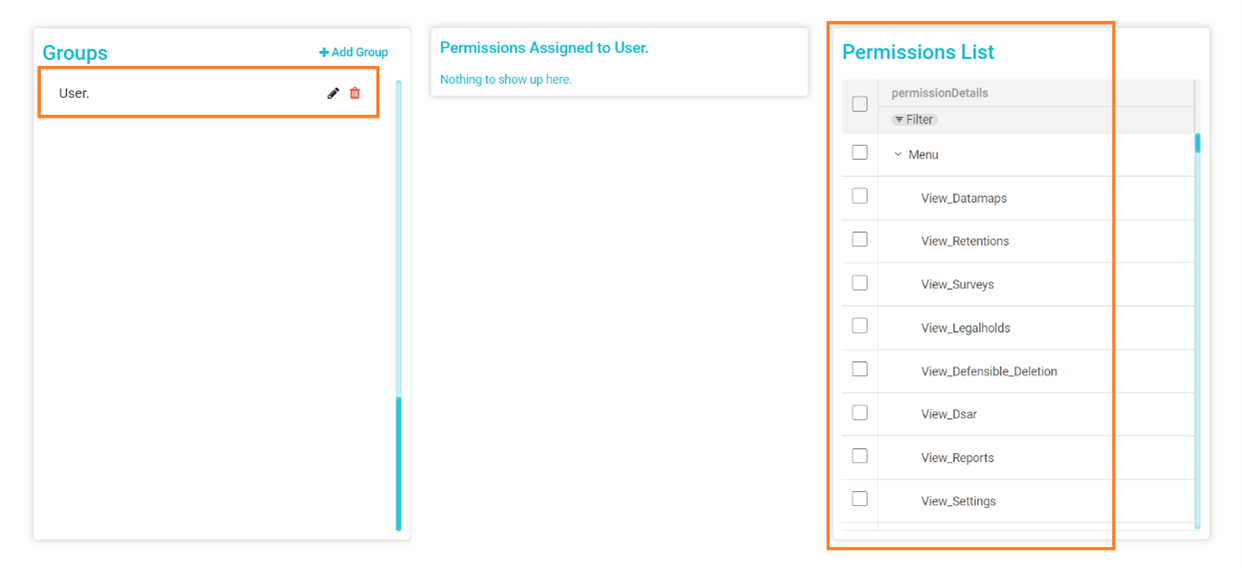 Groups
+ Add Group
User.
Permissions Assigned to User.
Nothing to show up here.
Permissions List
permissionDetails
Filter
Menu
View_Datamaps
View_Retentions
View_Surveys
View_Legalholds
View_Defensible_Deletion
View_Dsar
View_Reports
View_Settings